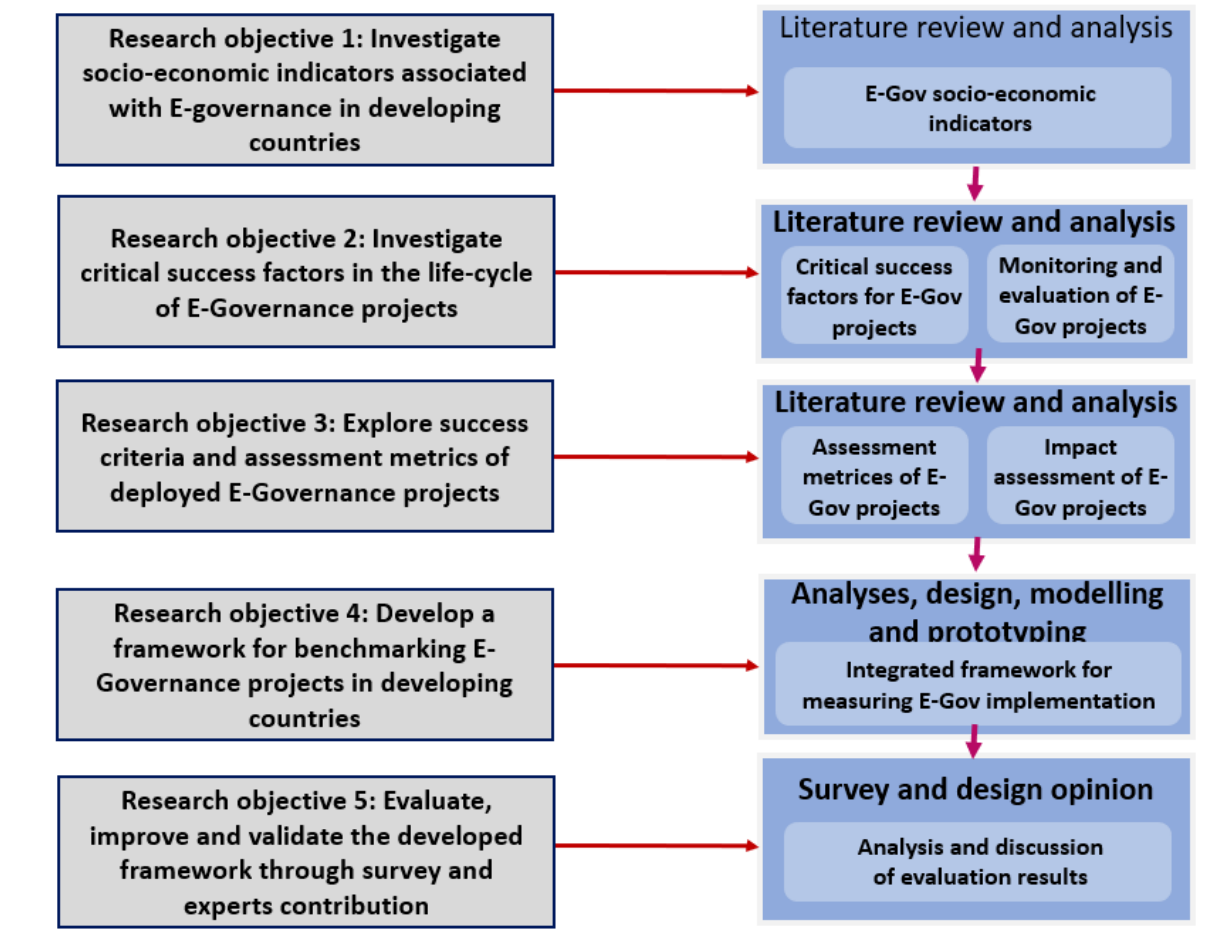 Research objective 1: Investigate
socio-economic indicators associated
with E-governance in developing
countries
Literature review and analysis
E-Gov socio-economic
indicators
Research objective 2: Investigate
critical success factors in the life-cycle
of E-Governance projects
Literature review and analysis
Critical success
factors for E-Gov
projects
Monitoring and
evaluation of E-
Gov projects
Research objective 3: Explore success
criteria and assessment metrics of
deployed E-Governance projects
Literature review and analysis
Assessment
metrices of E-
Gov projects
Impact
assessment of E-
Gov projects
Research objective 4: Develop a
framework for benchmarking E-
Governance projects in developing
countries
Analyses, design, modelling
and prototyping
Integrated framework for
measuring E-Gov implementation
Research objective 5: Evaluate,
improve and validate the developed
framework through survey and
experts contribution
Survey and design opinion
Analysis and discussion
of evaluation results